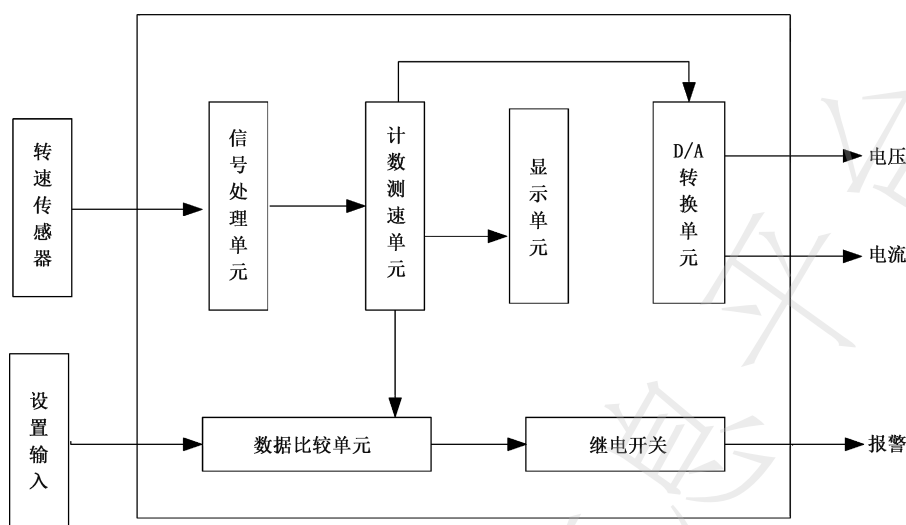 转速传感器
信号处理单元
计数测速单元
显示单元
D/A
转换单元
电压
电流
设置输入
数据比较单元
继电开关
报警